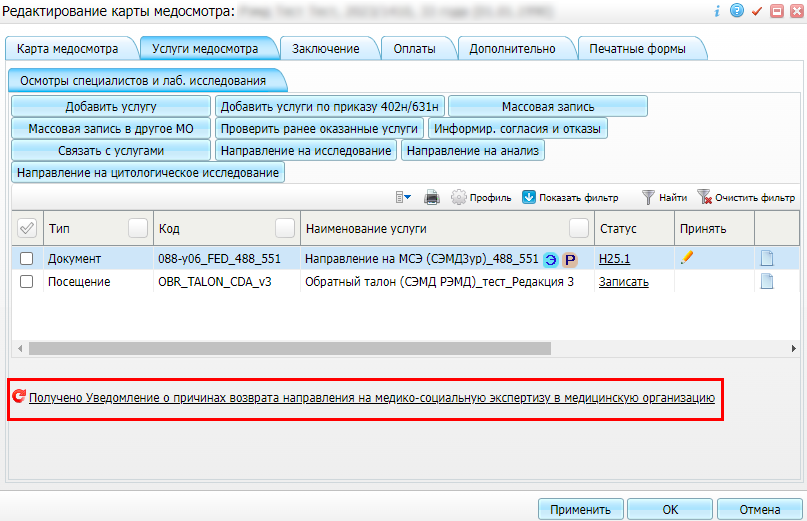 Редактирование карты медосмотра:
Карта медосмотра Услуги медосмотра Заключение Оплаты Дополнительно Печатные формы
Осмотры специалистов и лаб. исследования
Добавить услугу Добавить услуги по приказу 402н/631н Массовая запись
Массовая запись в другое МО Проверить ранее оказанные услуги Информир. согласия и отказы
Связать с услугами Направление на исследование Направление на анализ
Направление на цитологическое исследование
Профиль Показать фильтр Найти Очистить фильтр
Тип Код Наименование услуги Статус Принять
Документ 088-у06_FED_488_551 Направление на МСЭ (СЭМД3ур)_488_551 Э Р Н25.1
Посещение OBR_TALON_CDA_v3 Обратный талон (СЭМД РЭМД)_тест_Редакция 3 Записать
Получено Уведомление о причинах возврата направления на медико-социальную экспертизу в медицинскую организацию
Применить OK Отмена